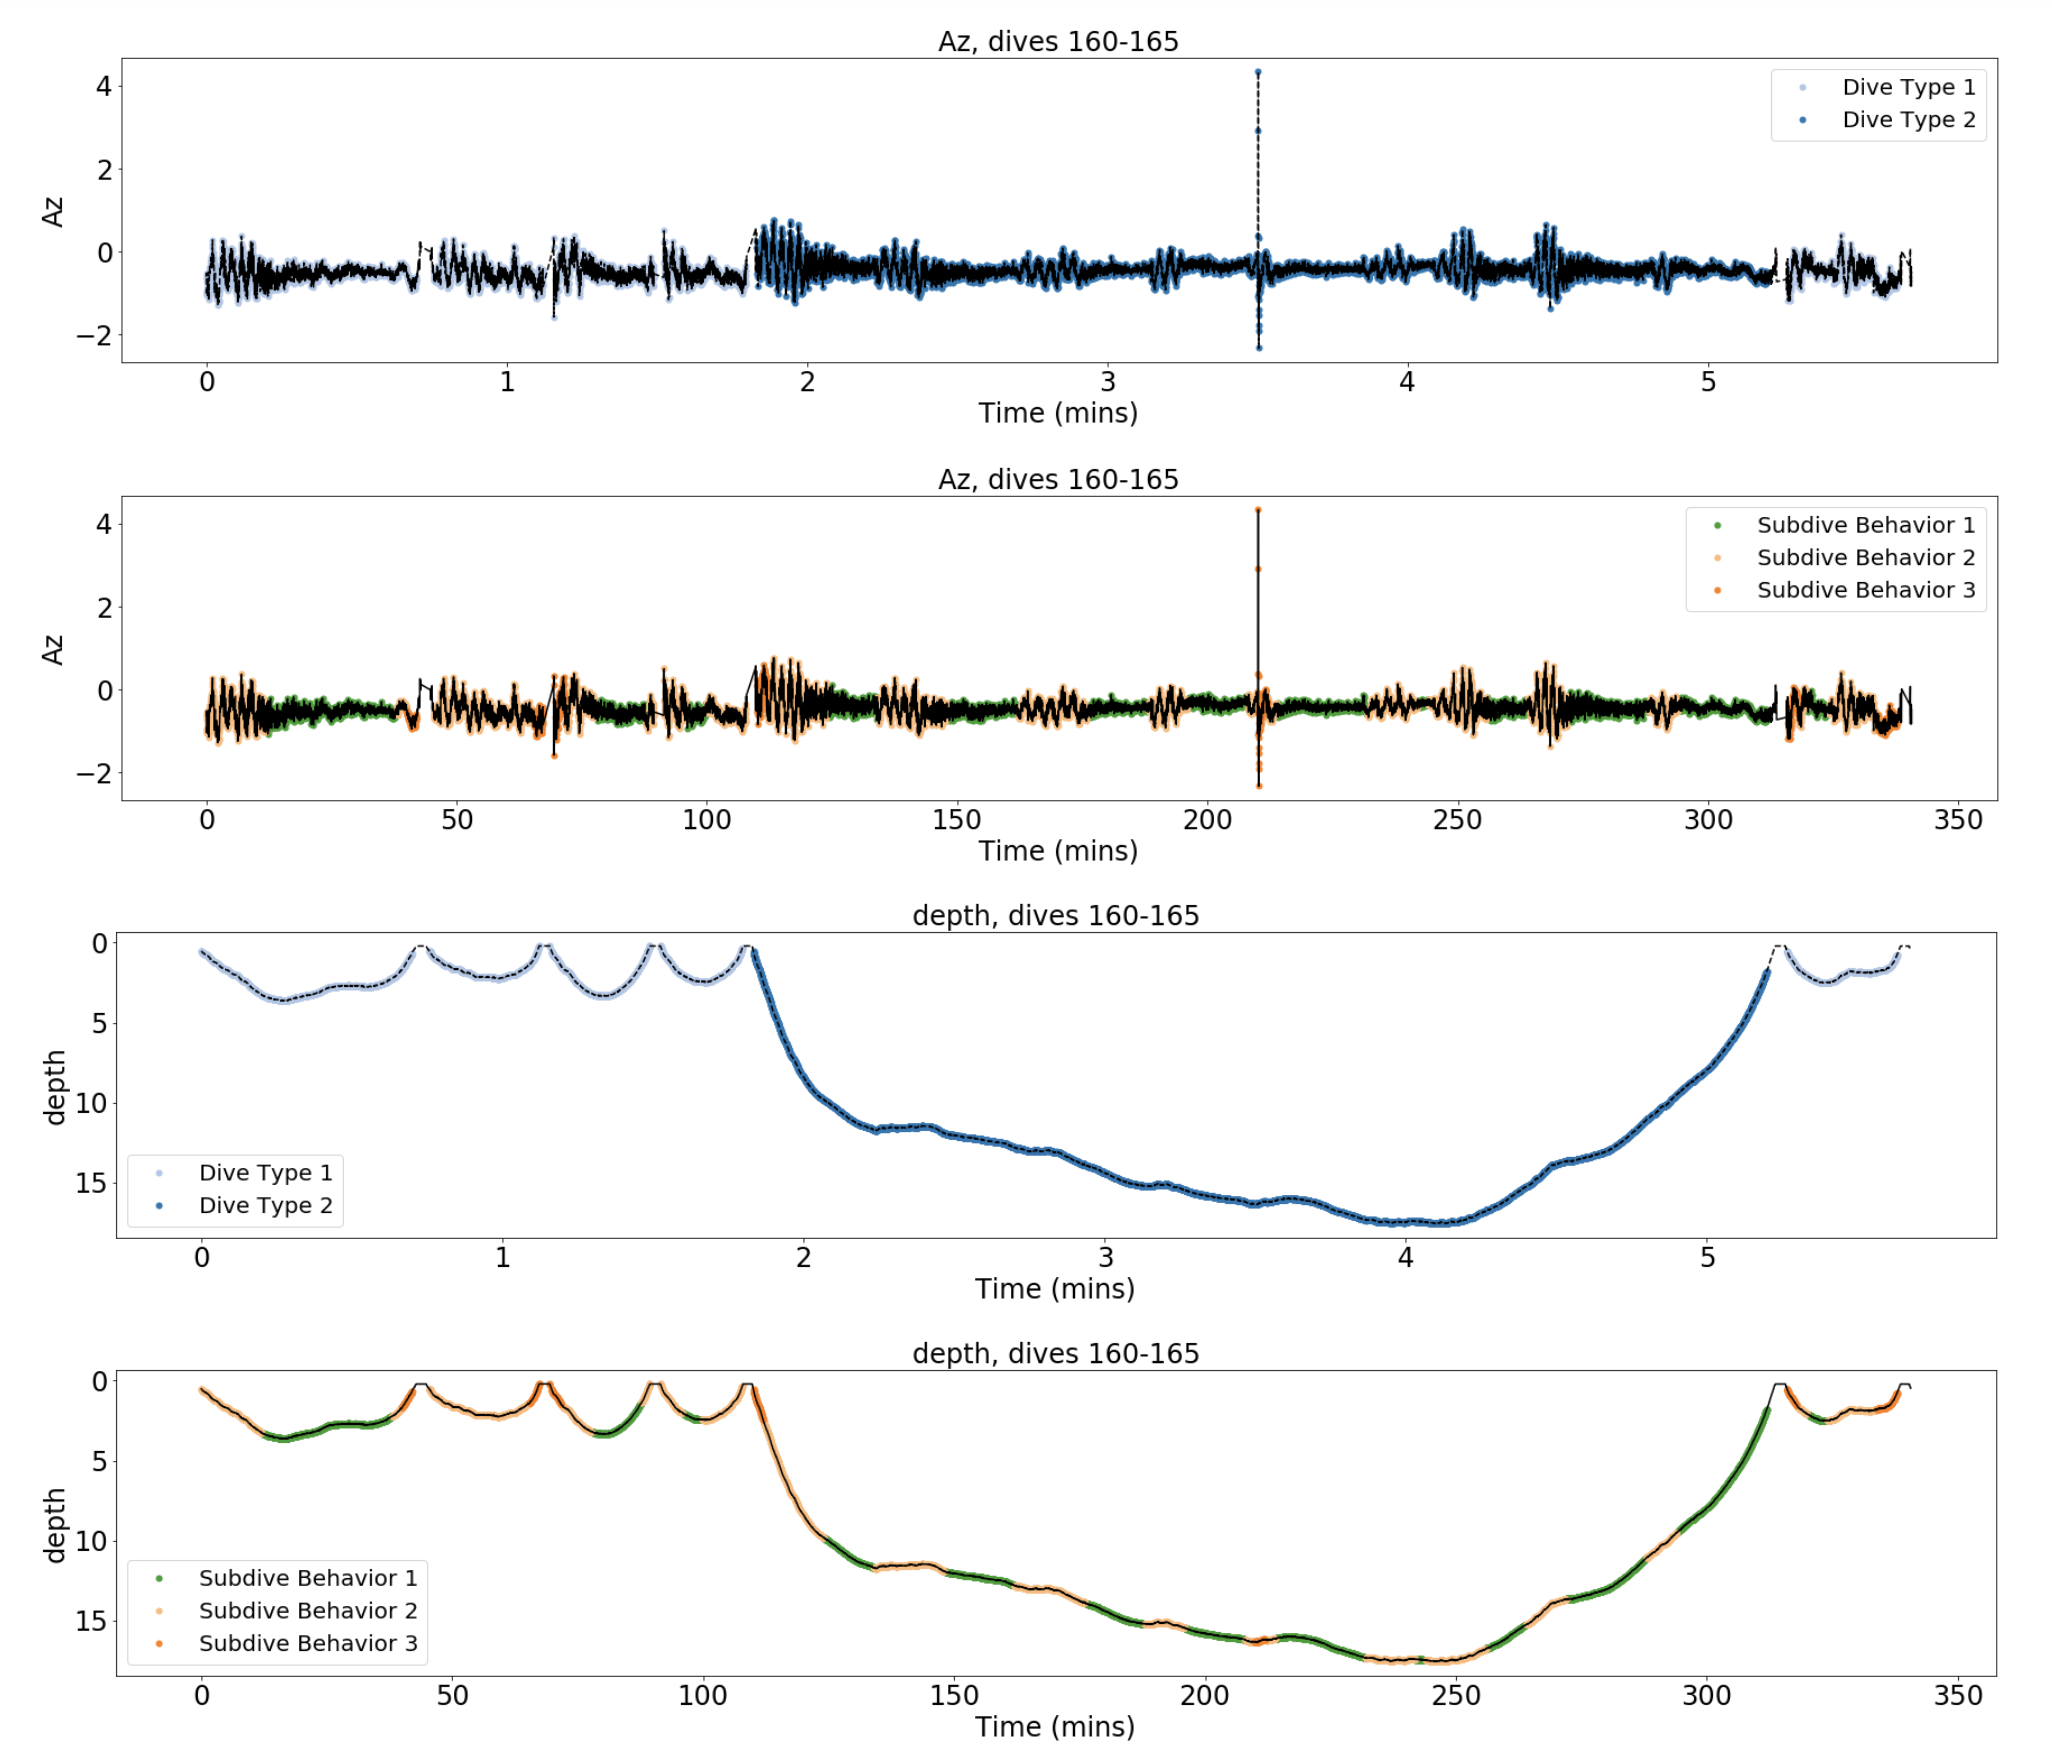 Az, dives 160-165
4
2
0
−2
Az
Dive Type 1
Dive Type 2
0 1 2 3 4 5
Time (mins)
Az, dives 160-165
4
2
0
−2
Az
Subdive Behavior 1
Subdive Behavior 2
Subdive Behavior 3
0 50 100 150 200 250 300 350
Time (mins)
depth, dives 160-165
0
5
10
15
depth
Dive Type 1
Dive Type 2
0 1 2 3 4 5
Time (mins)
depth, dives 160-165
0
5
10
15
depth
Subdive Behavior 1
Subdive Behavior 2
Subdive Behavior 3
0 50 100 150 200 250 300 350
Time (mins)